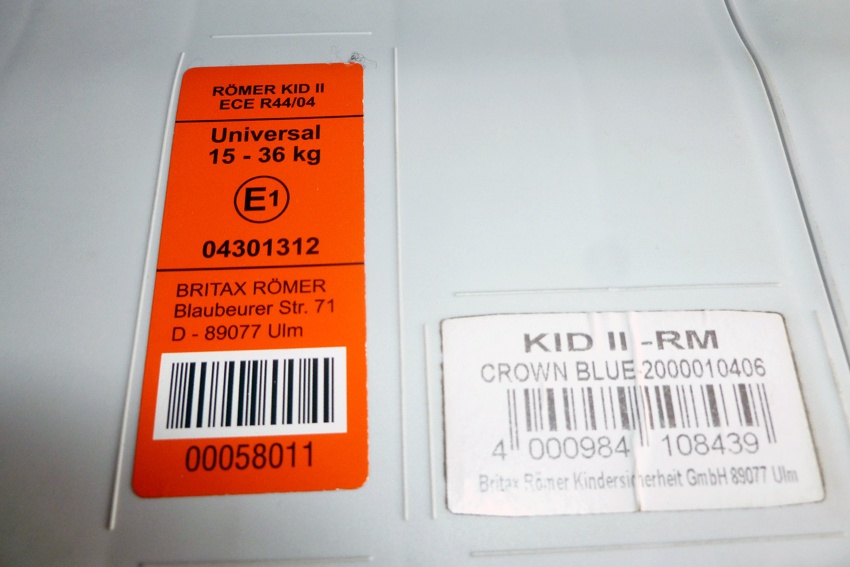 RÖMER KID II
ECE R44/04
Universal
15 - 36 kg
E1
04301312
BRITAX RÖMER
Blaubeurer Str. 71
D - 89077 Ulm
00058011
KID II -RM
CROWN BLUE 2000010406
4 000984 108439
Britax Römer Kindersicherheit GmbH 89077 Ulm